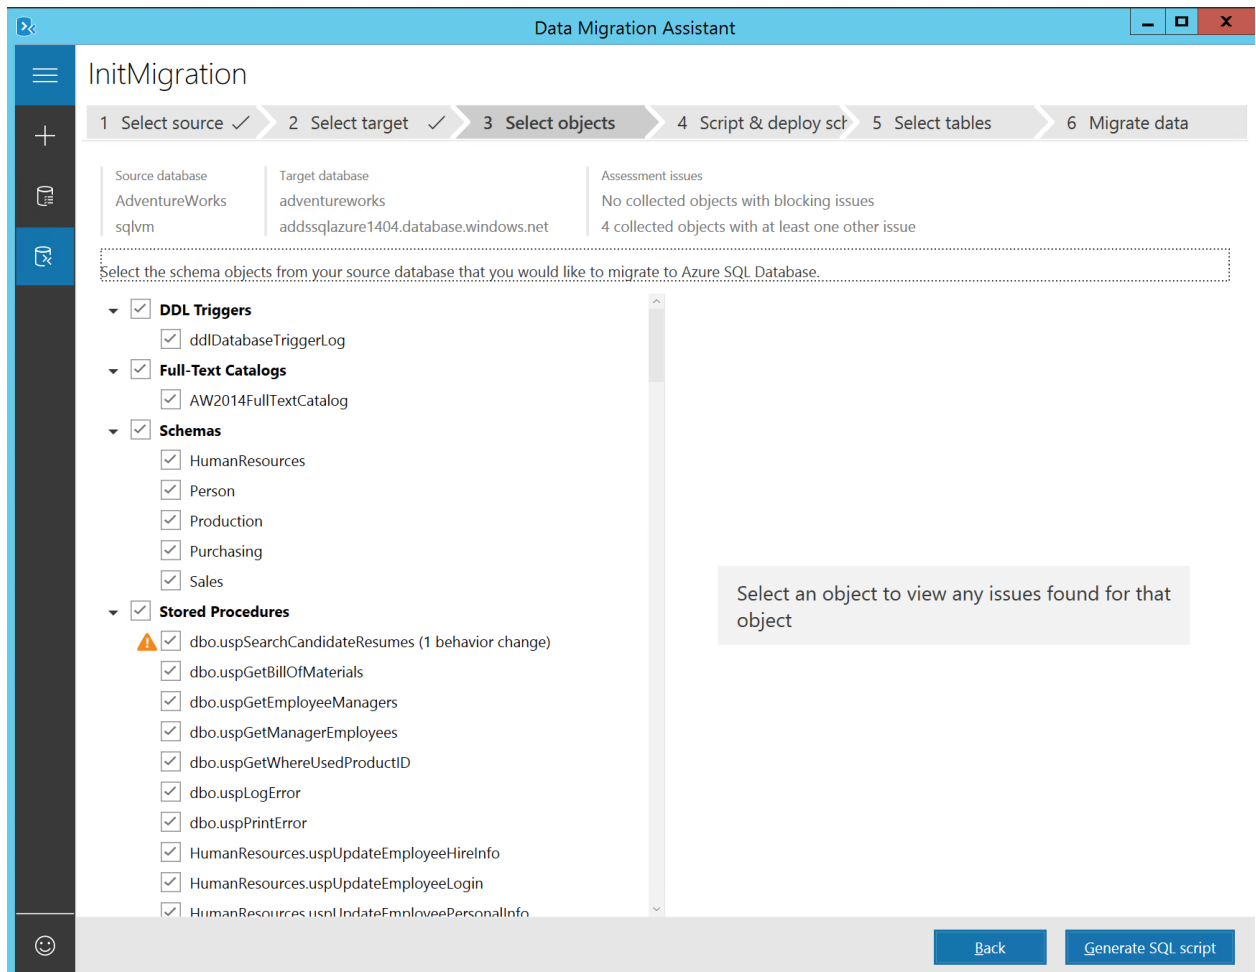 Data Migration Assistant
InitMigration
1 Select source
2 Select target
3 Select objects
4 Script & deploy sch
5 Select tables
6 Migrate data
Source database
AdventureWorks
sqlvm
Target database
adventureworks
addssqlazure1404.database.windows.net
Assessment issues
No collected objects with blocking issues
4 collected objects with at least one other issue
Select the schema objects from your source database that you would like to migrate to Azure SQL Database.
DDL Triggers
ddlDatabaseTriggerLog
Full-Text Catalogs
AW2014FullTextCatalog
Schemas
HumanResources
Person
Production
Purchasing
Sales
Stored Procedures
dbo.uspSearchCandidateResumes (1 behavior change)
dbo.uspGetBillOfMaterials
dbo.uspGetEmployeeManagers
dbo.uspGetManagerEmployees
dbo.uspGetWhereUsedProductID
dbo.uspLogError
dbo.uspPrintError
HumanResources.uspUpdateEmployeeHireInfo
HumanResources.uspUpdateEmployeeLogin
HumanResources.uspUpdateEmployeePersonalInfo
Select an object to view any issues found for that
object
Back
Generate SQL script